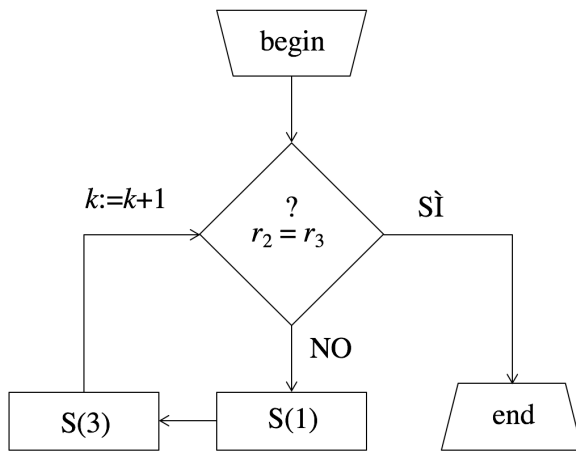 begin
k:=k+1
?
r₂ = r₃
SÌ
NO
S(3)
S(1)
end